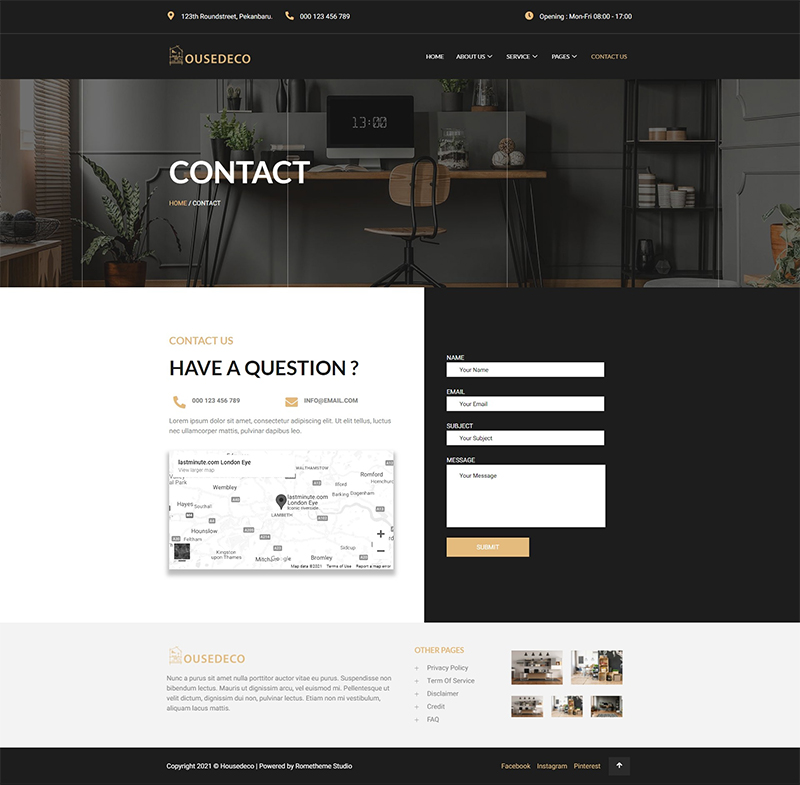 123th Roundstreet, Pekanbaru.
000 123 456 789
Opening : Mon-Fri 08:00 - 17:00
OUSEDECO
HOME
ABOUT US
SERVICE
PAGES
CONTACT US
13:00
CONTACT
HOME / CONTACT
CONTACT US
HAVE A QUESTION ?
000 123 456 789
INFO@EMAIL.COM
Lorem ipsum dolor sit amet, consectetur adipiscing elit. Ut elit tellus, luctus
nec ullamcorper mattis, pulvinar dapibus leo.
lastminute.com London Eye
View larger map
WALTHAMSTOW
Romford
Hornchurch
al Park
Wembley
Ilford
Barking
Dagenham
Hayes
Southall
lastminute.com
London Eye
Iconic riverside
LAMBETH
Hounslow
Feltham
Kingston
upon Thames
Mitcham
Google
Bromley
Sidcup
Map data ©2021
Terms of Use
Report a map error
NAME
Your Name
EMAIL
Your Email
SUBJECT
Your Subject
MESSAGE
Your Message
SUBMIT
OUSEDECO
Nunc a purus sit amet nulla porttitor auctor vitae eu purus. Suspendisse non
bibendum lectus. Mauris ut dignissim arcu, vel euismod mi. Pellentesque ut
velit dictum, dignissim dui non, pulvinar lectus. Etiam non mi vestibulum,
aliquam lacus mattis.
OTHER PAGES
Privacy Policy
Term Of Service
Disclaimer
Credit
FAQ
Copyright 2021 © Housedeco | Powered by Rometheme Studio
Facebook
Instagram
Pinterest